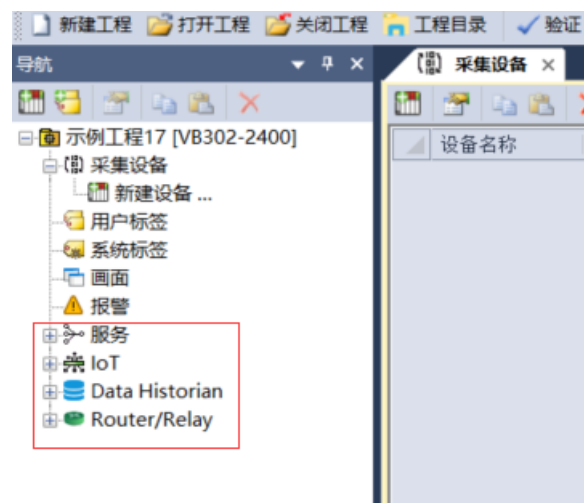 新建工程 打开工程 关闭工程 工程目录 验证
导航
采集设备
示例工程17 [VB302-2400]
设备名称
采集设备
新建设备 ...
用户标签
系统标签
画面
报警
服务
IoT
Data Historian
Router/Relay